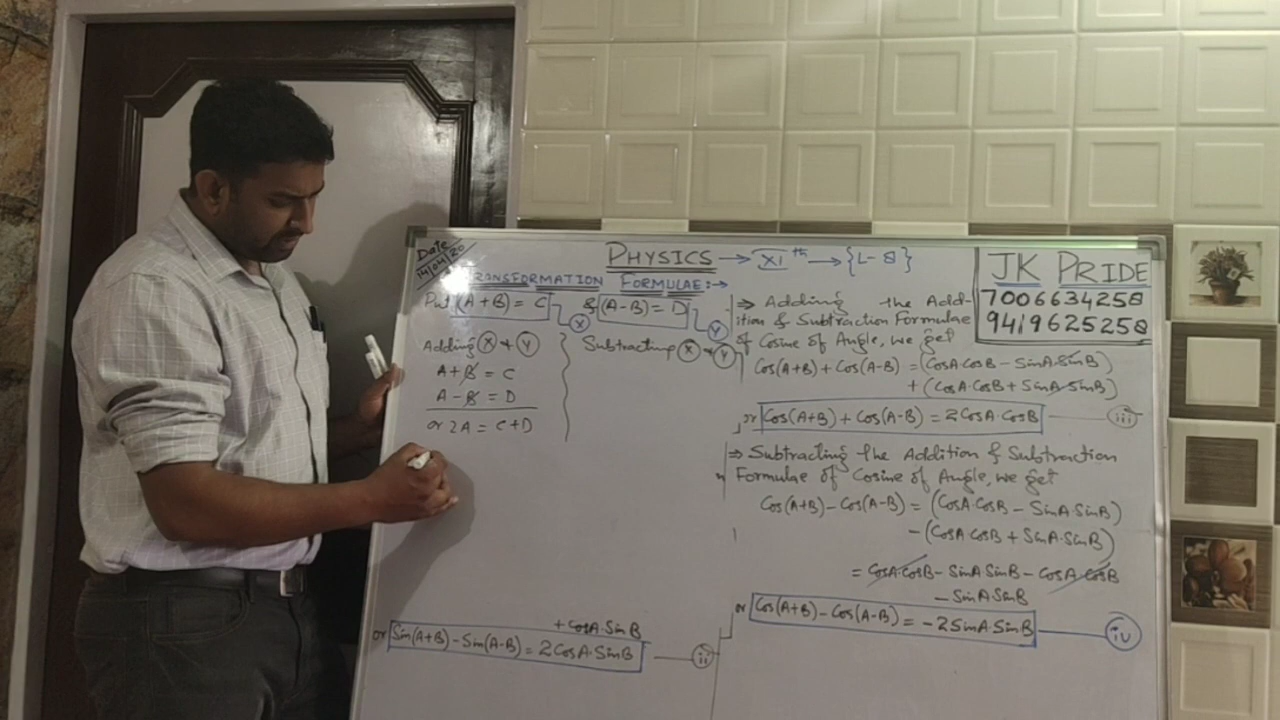 Date
14/04/20
PHYSICS → XI th → {L-8}
TRANSFORMATION FORMULAE:→
JK PRIDE
7006634258
9419625258
Put (A+B) = C X & (A-B) = D Y
Adding X & Y
A+B = C
A-B = D
or 2A = C+D
Subtracting X & Y
+ CosA.SinB
or Sin(A+B) - Sin(A-B) = 2CosA.SinB ii
⇒ Adding the Add-
ition & Subtraction Formulae
of Cosine of Angle, we get
Cos(A+B) + Cos(A-B) = (CosA.CosB - SinA.SinB)
+ (CosA.CosB + SinA.SinB)
or Cos(A+B) + Cos(A-B) = 2CosA.CosB iii
⇒ Subtracting the Addition & Subtraction
Formulae of Cosine of Angle, we get
Cos(A+B) - Cos(A-B) = (CosA.CosB - SinA.SinB)
- (CosA.CosB + SinA.SinB)
= CosA.CosB - SinA SinB - CosA.CosB
- SinA SinB
or Cos(A+B) - Cos(A-B) = -2SinA.SinB iv